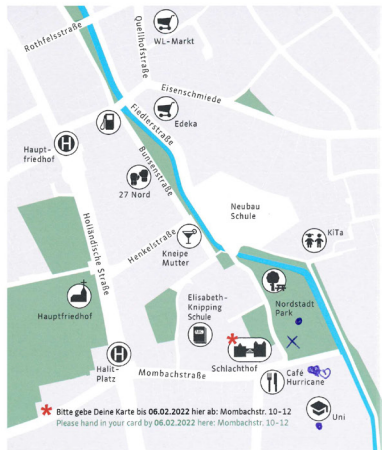 Rothfelsstraße
Quellhofstraße
WL-Markt
Eisenschmiede
Fiedlerstraße
Edeka
H
Haupt-
friedhof
Bunsenstraße
27 Nord
Neubau
Schule
Holländische Straße
Henkelstraße
Kneipe
Mutter
KiTa
Hauptfriedhof
Elisabeth-
Knipping
Schule
Nordstadt
Park
H
Halit-
Platz
Mombachstraße
Schlachthof
Café
Hurricane
Uni
* Bitte gebe Deine Karte bis 06.02.2022 hier ab: Mombachstr. 10-12
Please hand in your card by 06.02.2022 here: Mombachstr. 10-12